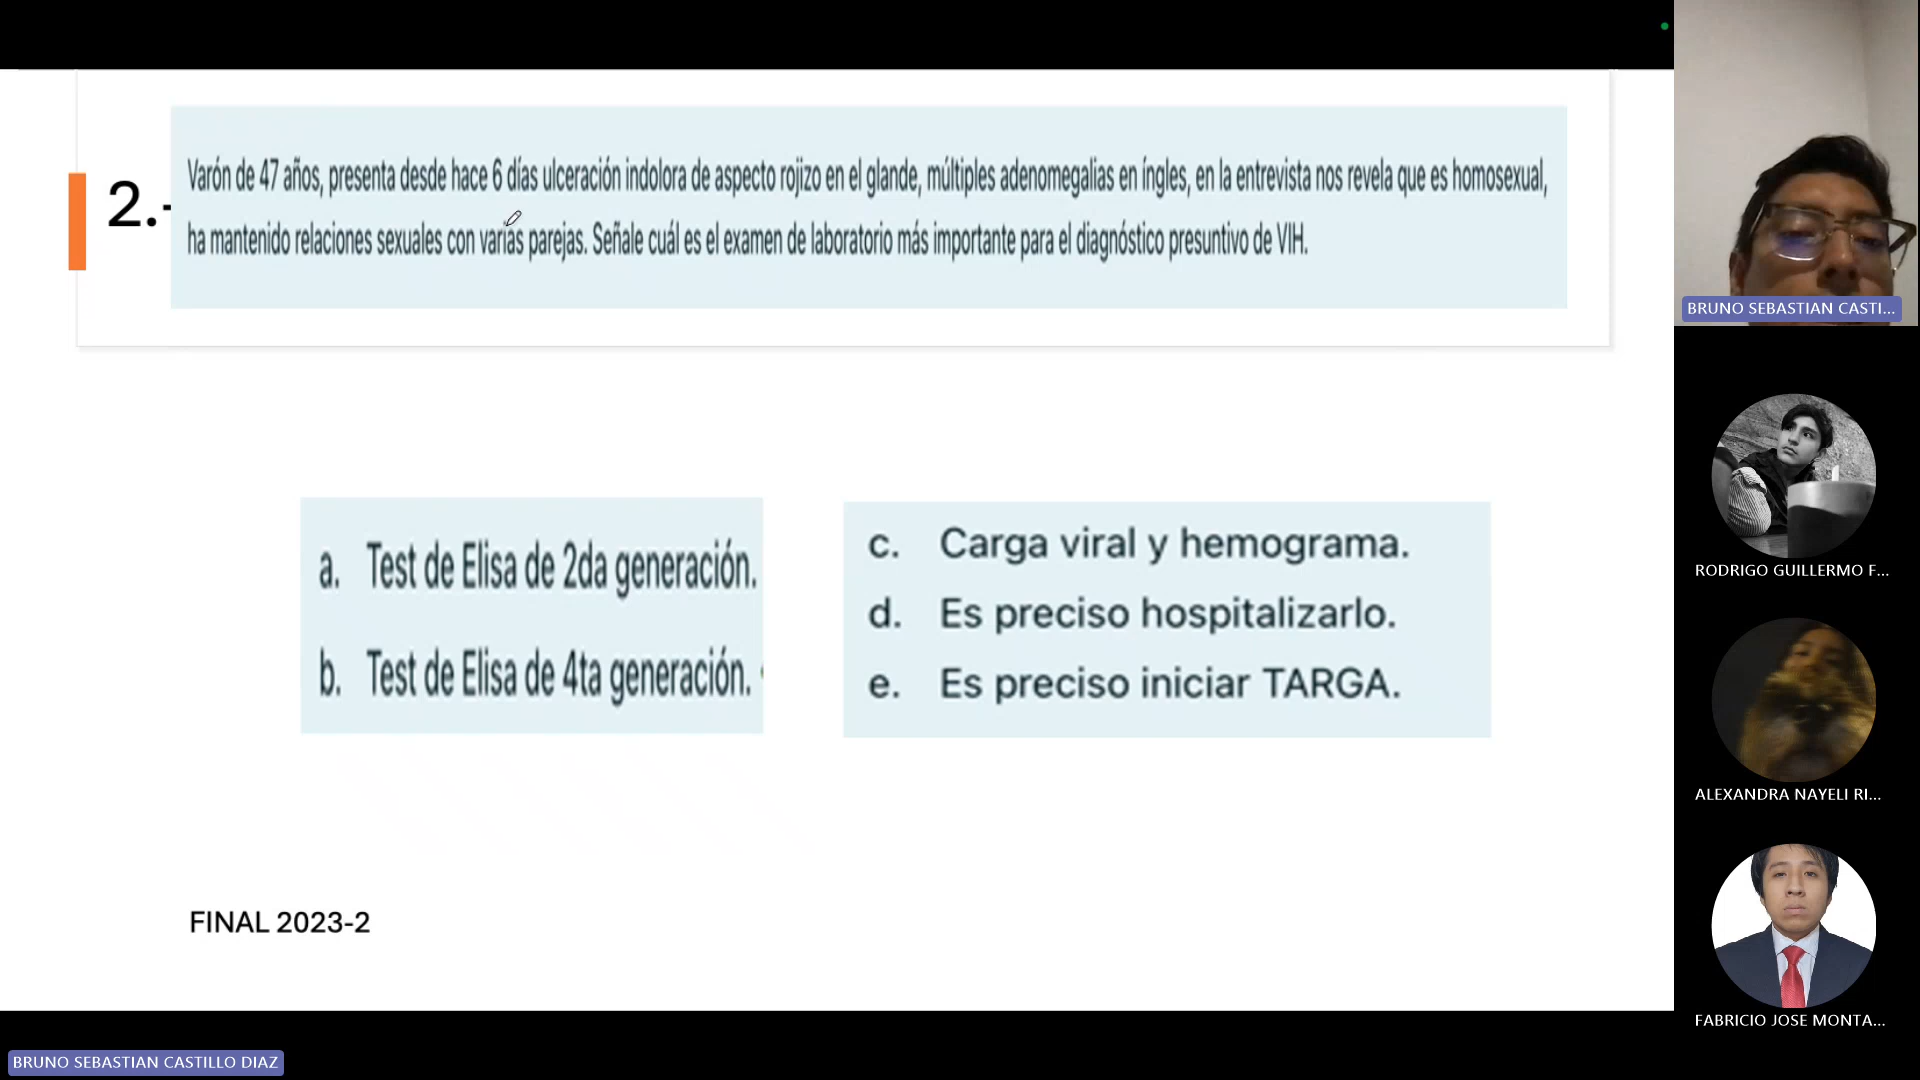 2.-
Varón de 47 años, presenta desde hace 6 días ulceración indolora de aspecto rojizo en el glande, múltiples adenomegalias en íngles, en la entrevista nos revela que es homosexual,
ha mantenido relaciones sexuales con varias parejas. Señale cuál es el examen de laboratorio más importante para el diagnóstico presuntivo de VIH.
a. Test de Elisa de 2da generación.
b. Test de Elisa de 4ta generación.
c. Carga viral y hemograma.
d. Es preciso hospitalizarlo.
e. Es preciso iniciar TARGA.
FINAL 2023-2
BRUNO SEBASTIAN CASTI...
RODRIGO GUILLERMO F...
ALEXANDRA NAYELI RI...
FABRICIO JOSE MONTA...
BRUNO SEBASTIAN CASTILLO DIAZ